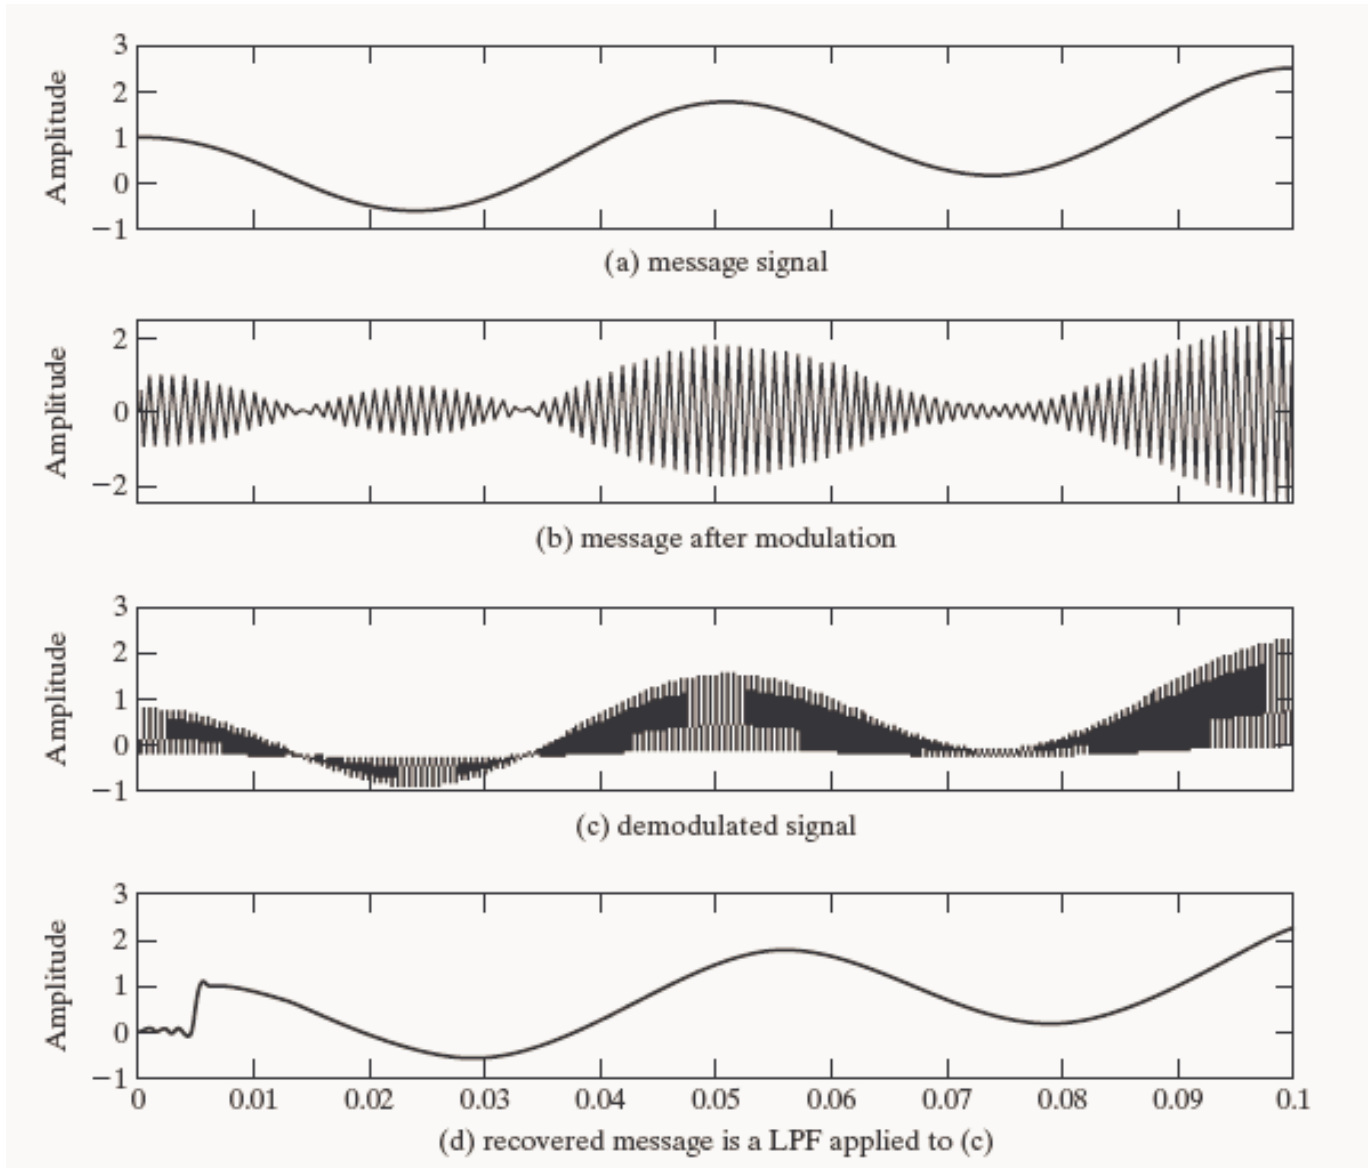 3
2
1
0
−1
Amplitude
(a) message signal
2
0
−2
Amplitude
(b) message after modulation
3
2
1
0
−1
Amplitude
(c) demodulated signal
3
2
1
0
−1
Amplitude
0 0.01 0.02 0.03 0.04 0.05 0.06 0.07 0.08 0.09 0.1
(d) recovered message is a LPF applied to (c)